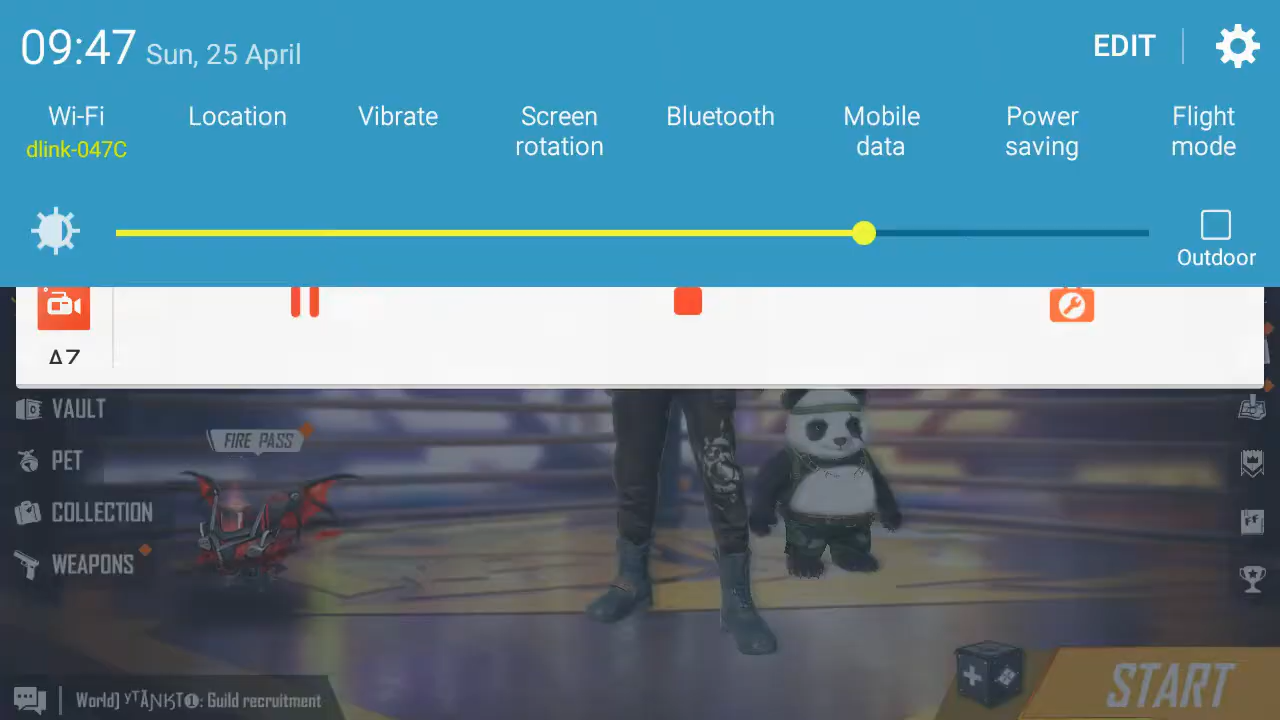 09:47 Sun, 25 April
EDIT
Wi-Fi
dlink-047C
Location
Vibrate
Screen
rotation
Bluetooth
Mobile
data
Power
saving
Flight
mode
Outdoor
AZ
VAULT
FIRE PASS
PET
COLLECTION
WEAPONS
World] : Guild recruitment
START